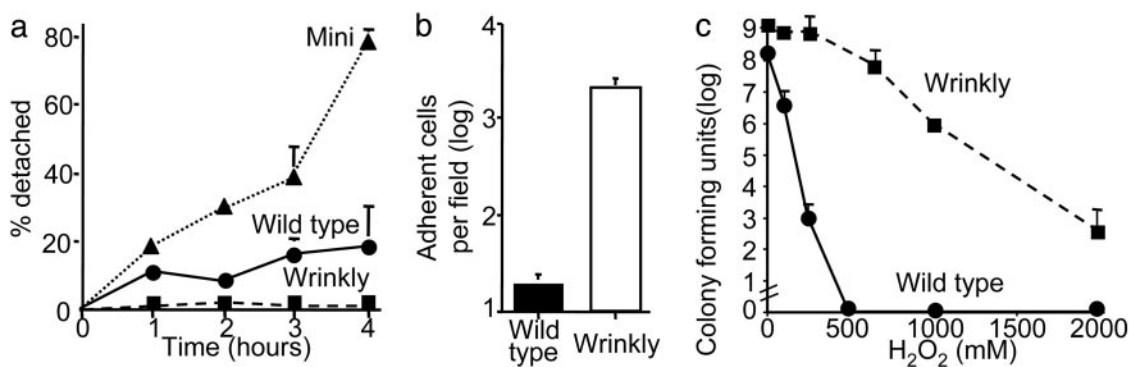 a
80
60
40
20
0
% detached
Mini
Wild type
Wrinkly
0 1 2 3 4
Time (hours)
b
4
3
4
1
Adherent cells
per field (log)
Wild
type
Wrinkly
c
9
8
7
6
5
4
3
2
1
0
Colony forming units(log)
Wrinkly
Wild type
0 500 1000 1500 2000
H₂O₂ (mM)